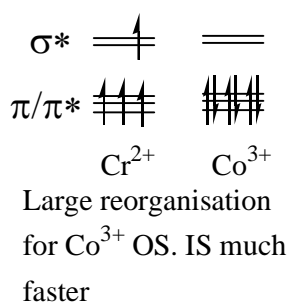 σ*
π/π*
Cr²⁺ Co³⁺
Large reorganisation
for Co³⁺ OS. IS much
faster